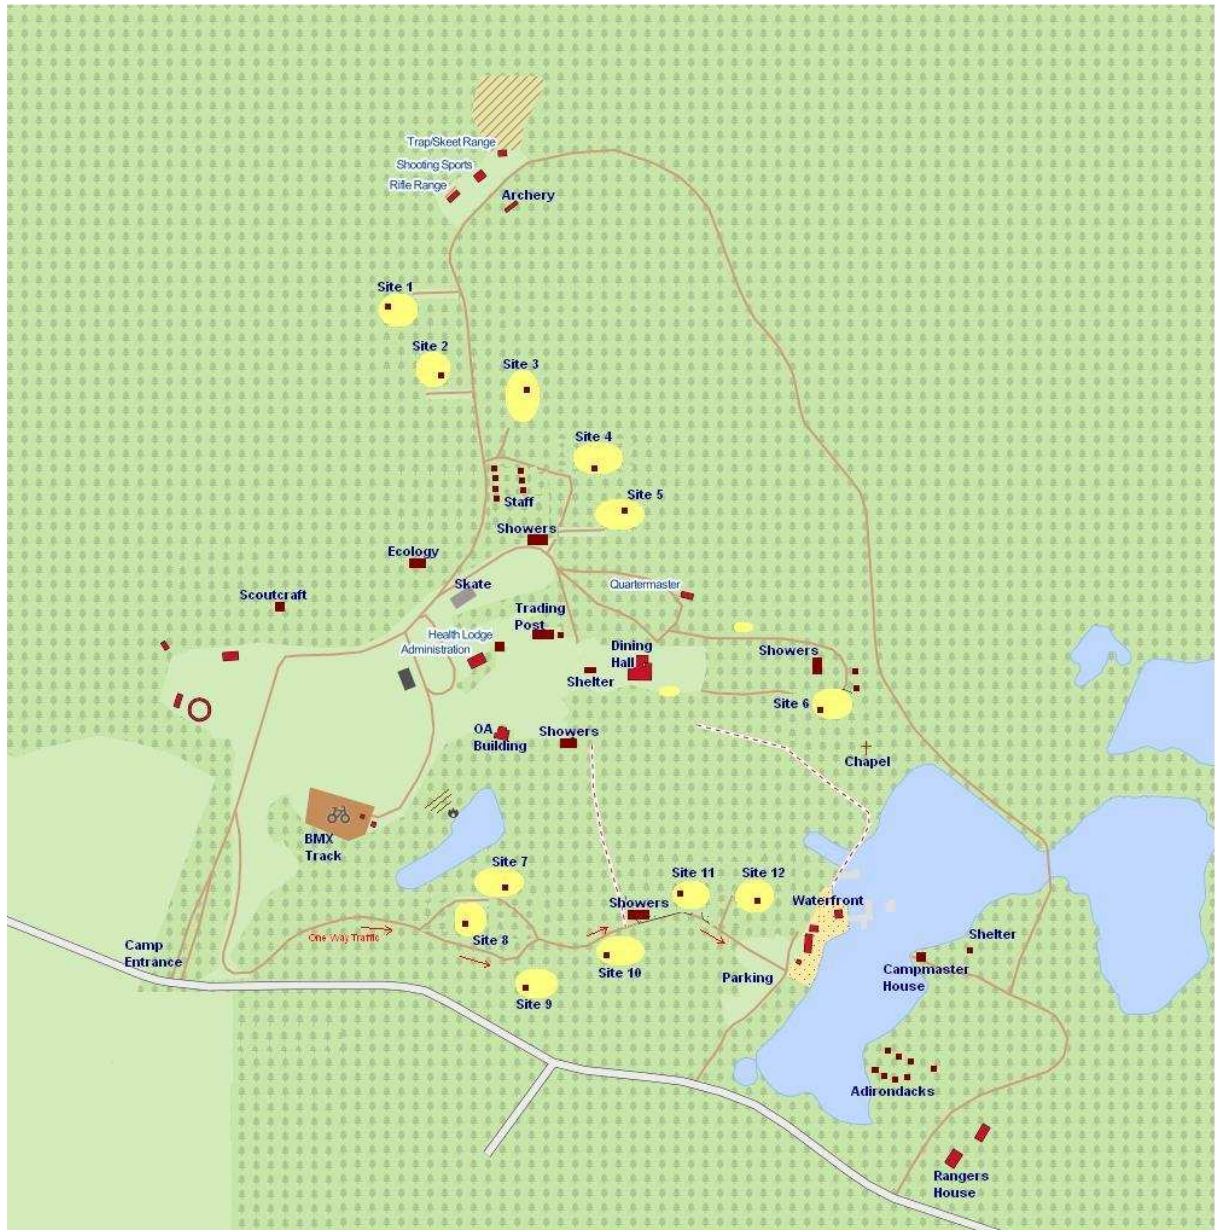 Trap/Skeet Range
Shooting Sports
Rifle Range
Archery
Site 1
Site 2
Site 3
Site 4
Site 5
Staff
Showers
Ecology
Skate
Quartermaster
Scoutcraft
Trading
Post
Health Lodge
Administration
Dining
Hall
Showers
Shelter
Site 6
OA
Building
Showers
Chapel
BMX
Track
Site 7
Site 11
Site 12
Showers
Waterfront
Site 8
One Way Traffic
Camp
Entrance
Shelter
Site 10
Parking
Campmaster
House
Site 9
Adirondacks
Rangers
House